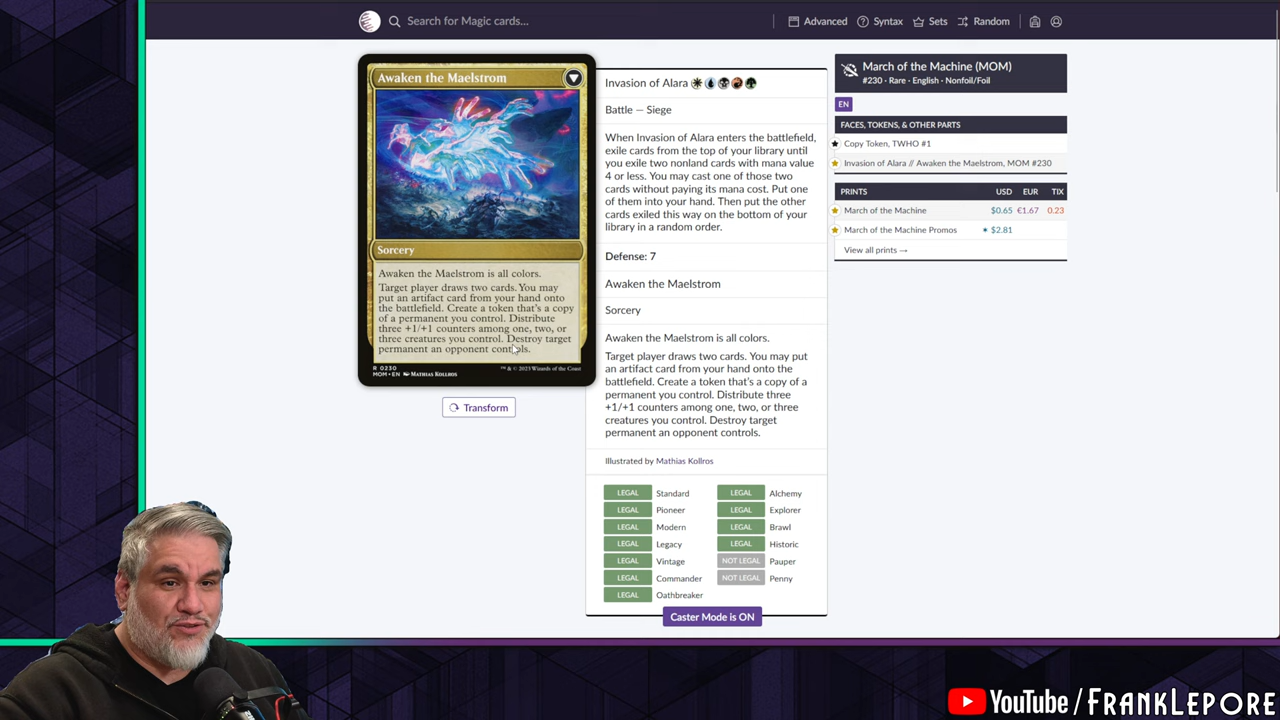 Search for Magic cards...
Advanced
Syntax
Sets
Random
Awaken the Maelstrom
Sorcery
Awaken the Maelstrom is all colors.
Target player draws two cards. You may
put an artifact card from your hand onto
the battlefield. Create a token that's a copy
of a permanent you control. Distribute
three +1/+1 counters among one, two, or
three creatures you control. Destroy target
permanent an opponent controls.
R 0230
MOM • EN Mathias Kollros
™ & © 2023 Wizards of the Coast
Transform
Invasion of Alara
Battle — Siege
When Invasion of Alara enters the battlefield,
exile cards from the top of your library until
you exile two nonland cards with mana value
4 or less. You may cast one of those two
cards without paying its mana cost. Put one
of them into your hand. Then put the other
cards exiled this way on the bottom of your
library in a random order.
Defense: 7
Awaken the Maelstrom
Sorcery
Awaken the Maelstrom is all colors.
Target player draws two cards. You may put
an artifact card from your hand onto the
battlefield. Create a token that's a copy of a
permanent you control. Distribute three
+1/+1 counters among one, two, or three
creatures you control. Destroy target
permanent an opponent controls.
Illustrated by Mathias Kollros
LEGAL Standard LEGAL Alchemy
LEGAL Pioneer LEGAL Explorer
LEGAL Modern LEGAL Brawl
LEGAL Legacy LEGAL Historic
LEGAL Vintage NOT LEGAL Pauper
LEGAL Commander NOT LEGAL Penny
LEGAL Oathbreaker
Caster Mode is ON
March of the Machine (MOM)
#230 · Rare · English · Nonfoil/Foil
EN
FACES, TOKENS, & OTHER PARTS
Copy Token, TWHO #1
Invasion of Alara // Awaken the Maelstrom, MOM #230
PRINTS USD EUR TIX
March of the Machine $0.65 €1.67 0.23
March of the Machine Promos $2.81
View all prints →
YouTube/FrankLepore